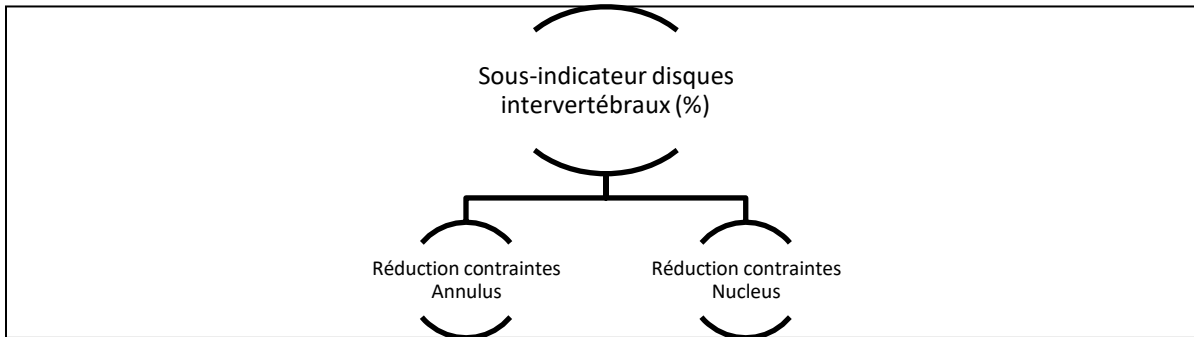 Sous-indicateur disques
intervertébraux (%)
Réduction contraintes
Annulus
Réduction contraintes
Nucleus